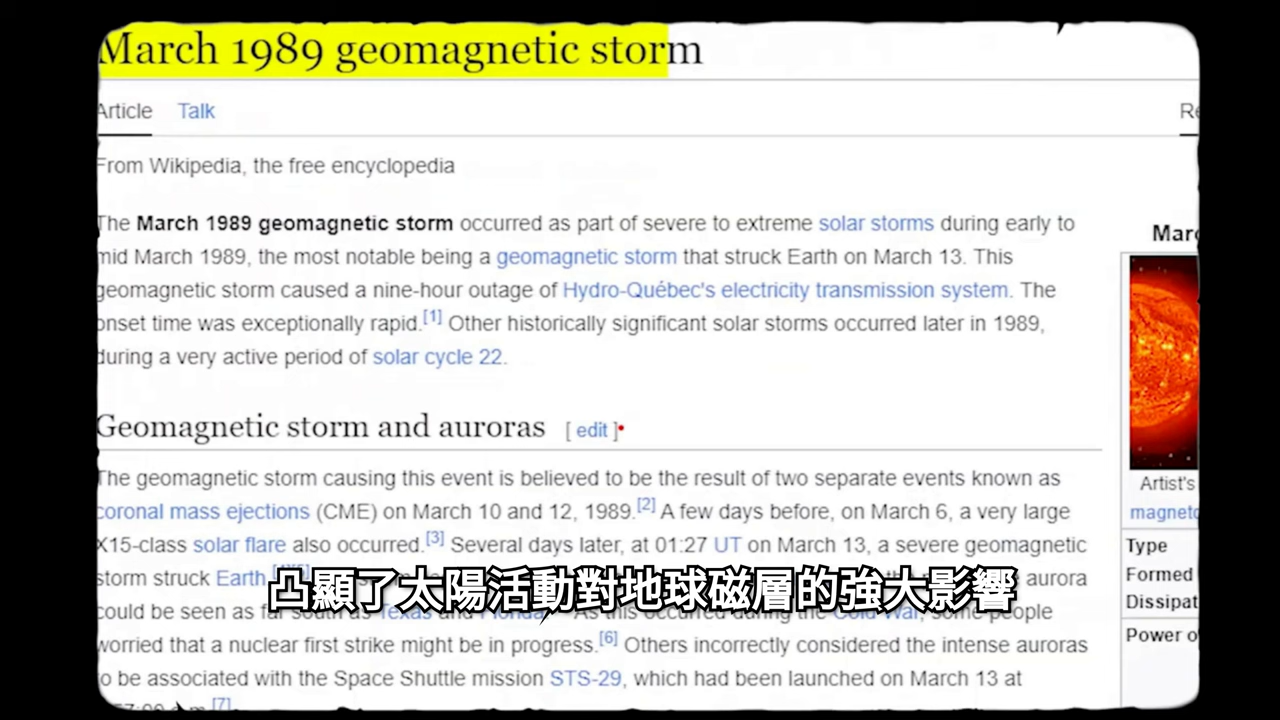 March 1989 geomagnetic storm
Article Talk
From Wikipedia, the free encyclopedia
The March 1989 geomagnetic storm occurred as part of severe to extreme solar storms during early to
mid March 1989, the most notable being a geomagnetic storm that struck Earth on March 13. This
geomagnetic storm caused a nine-hour outage of Hydro-Québec's electricity transmission system. The
onset time was exceptionally rapid.[1] Other historically significant solar storms occurred later in 1989,
during a very active period of solar cycle 22.
Geomagnetic storm and auroras [ edit ]
The geomagnetic storm causing this event is believed to be the result of two separate events known as
coronal mass ejections (CME) on March 10 and 12, 1989.[2] A few days before, on March 6, a very large
X15-class solar flare also occurred.[3] Several days later, at 01:27 UT on March 13, a severe geomagnetic
storm struck Earth. aurora
凸顯了太陽活動對地球磁層的強大影響
could be seen as far south as Texas and Florida. As this occurred during the Cold War, some people
worried that a nuclear first strike might be in progress.[6] Others incorrectly considered the intense auroras
to be associated with the Space Shuttle mission STS-29, which had been launched on March 13 at
[7]
Artist's
Type
Formed